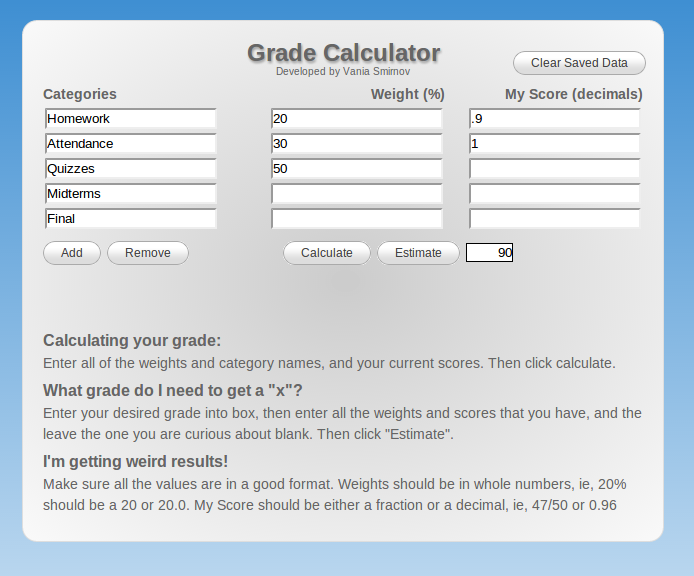 Grade Calculator
Developed by Vania Smirnov
Clear Saved Data
Categories Weight (%) My Score (decimals)
Homework 20 .9
Attendance 30 1
Quizzes 50
Midterms
Final
Add Remove Calculate Estimate 90
Calculating your grade:
Enter all of the weights and category names, and your current scores. Then click calculate.
What grade do I need to get a "x"?
Enter your desired grade into box, then enter all the weights and scores that you have, and the
leave the one you are curious about blank. Then click "Estimate".
I'm getting weird results!
Make sure all the values are in a good format. Weights should be in whole numbers, ie, 20%
should be a 20 or 20.0. My Score should be either a fraction or a decimal, ie, 47/50 or 0.96